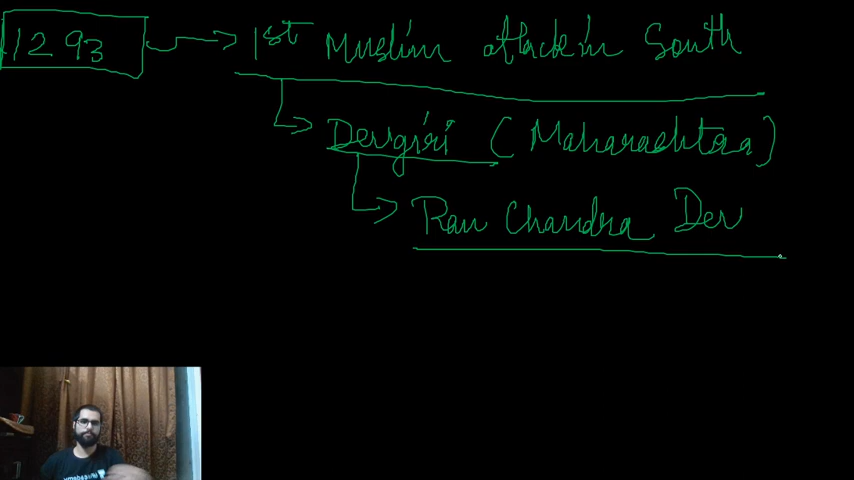 1293 → 1st Muslim attack in South
Devgiri (Maharashtra)
Ram Chandra Dev